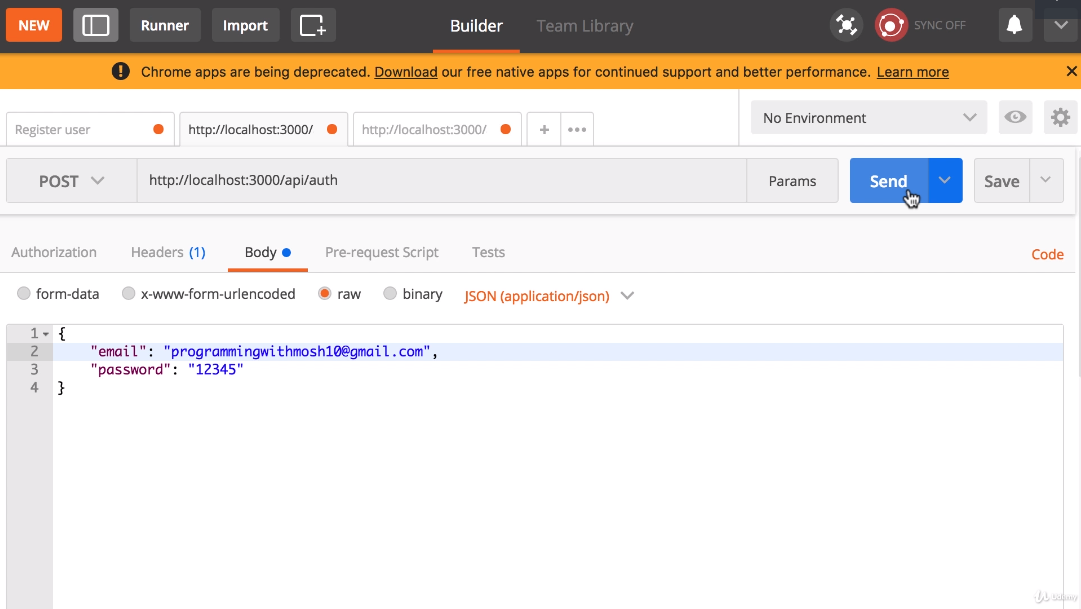 NEW Runner Import Builder Team Library SYNC OFF
! Chrome apps are being deprecated. Download our free native apps for continued support and better performance. Learn more
Register user http://localhost:3000/ http://localhost:3000/ No Environment
POST http://localhost:3000/api/auth Params Send Save
Authorization Headers (1) Body Pre-request Script Tests Code
form-data x-www-form-urlencoded raw binary JSON (application/json)
1 {
2 "email": "programmingwithmosh10@gmail.com",
3 "password": "12345"
4 }
Udemy